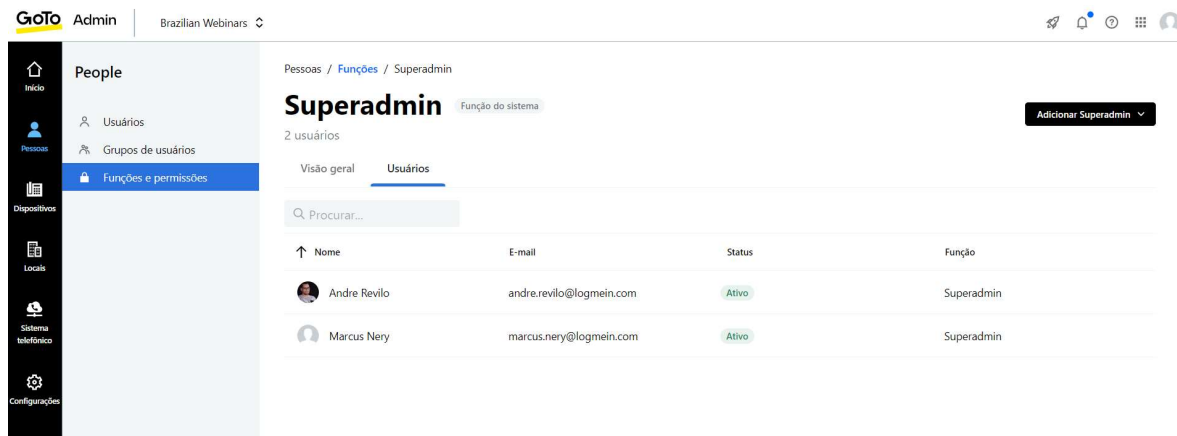 GoTo Admin Brazilian Webinars
Início
Pessoas
Dispositivos
Locais
Sistema
telefônico
Configurações
People
Usuários
Grupos de usuários
Funções e permissões
Pessoas / Funções / Superadmin
Superadmin Função do sistema
Adicionar Superadmin
2 usuários
Visão geral Usuários
Procurar...
Nome E-mail Status Função
Andre Revilo andre.revilo@logmein.com Ativo Superadmin
Marcus Nery marcus.nery@logmein.com Ativo Superadmin